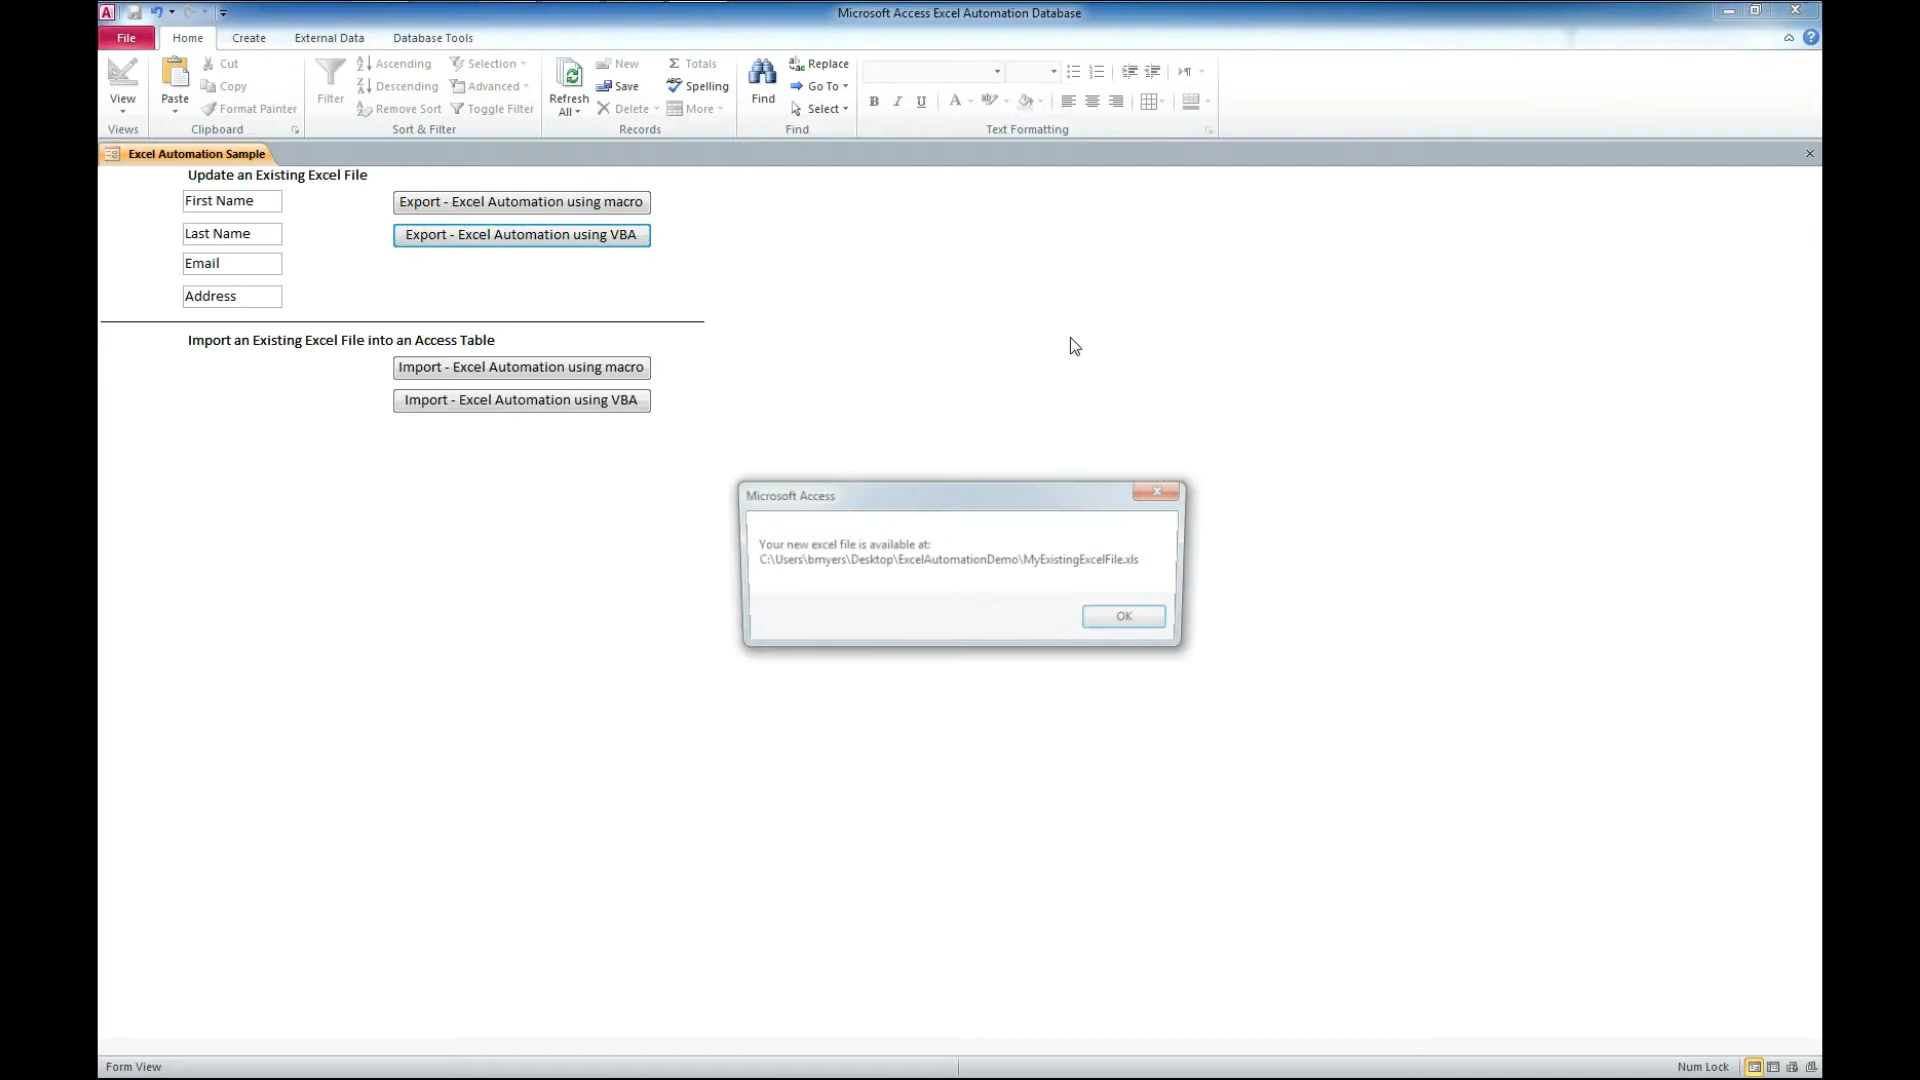 Microsoft Access Excel Automation Database
File Home Create External Data Database Tools
View
Views
Paste
Cut
Copy
Format Painter
Clipboard
Filter
Ascending
Descending
Remove Sort
Selection
Advanced
Toggle Filter
Sort & Filter
Refresh
All
New
Save
Delete
Totals
Spelling
More
Records
Find
Replace
Go To
Select
Find
Text Formatting
Excel Automation Sample
Update an Existing Excel File
First Name
Export - Excel Automation using macro
Last Name
Export - Excel Automation using VBA
Email
Address
Import an Existing Excel File into an Access Table
Import - Excel Automation using macro
Import - Excel Automation using VBA
Microsoft Access
Your new excel file is available at:
C:\Users\bmyers\Desktop\ExcelAutomationDemo\MyExistingExcelFile.xls
OK
Form View
Num Lock